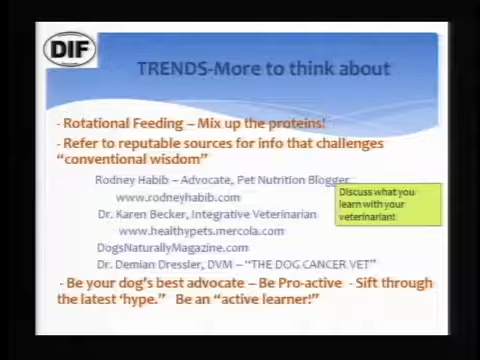 DIF
TRENDS-More to think about
- Rotational Feeding – Mix up the proteins!
- Refer to reputable sources for info that challenges
“conventional wisdom”
Rodney Habib – Advocate, Pet Nutrition Blogger
www.rodneyhabib.com
Dr. Karen Becker, Integrative Veterinarian
www.healthypets.mercola.com
DogsNaturallyMagazine.com
Dr. Demian Dressler, DVM – “THE DOG CANCER VET”
Discuss what you
learn with your
veterinarian!
- Be your dog’s best advocate – Be Pro-active - Sift through
the latest ‘hype.” Be an “active learner!”